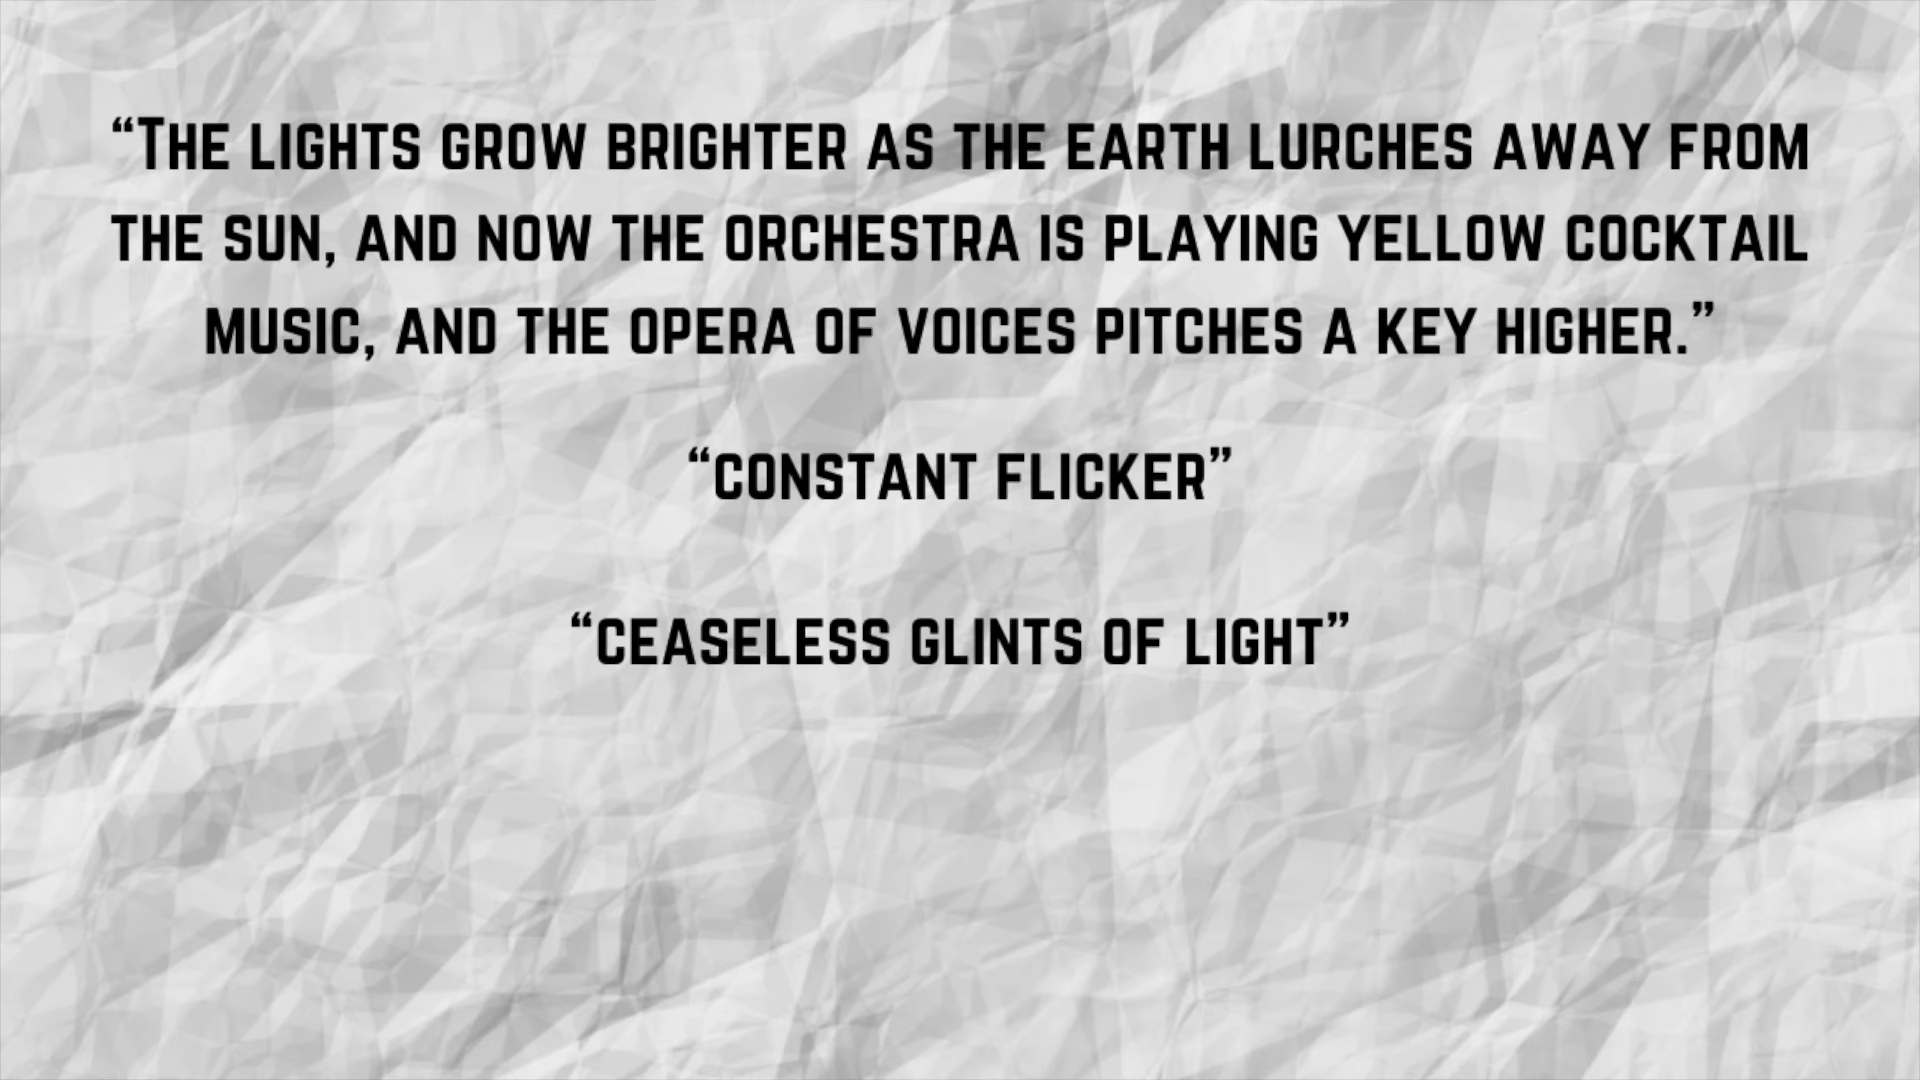 “The lights grow brighter as the earth lurches away from
the sun, and now the orchestra is playing yellow cocktail
music, and the opera of voices pitches a key higher.”
“constant flicker”
“ceaseless glints of light”